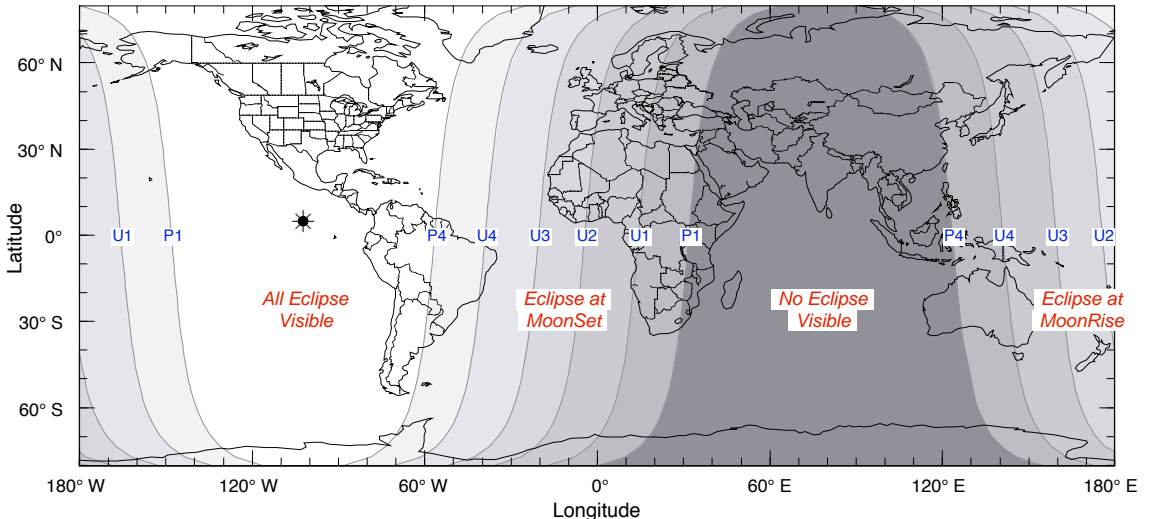 60° N
30° N
0°
30° S
60° S
Latitude
U1 P1 P4 U4 U3 U2 U1 P1 P4 U4 U3 U2
All Eclipse
Visible
Eclipse at
MoonSet
No Eclipse
Visible
Eclipse at
MoonRise
180° W 120° W 60° W 0° 60° E 120° E 180° E
Longitude